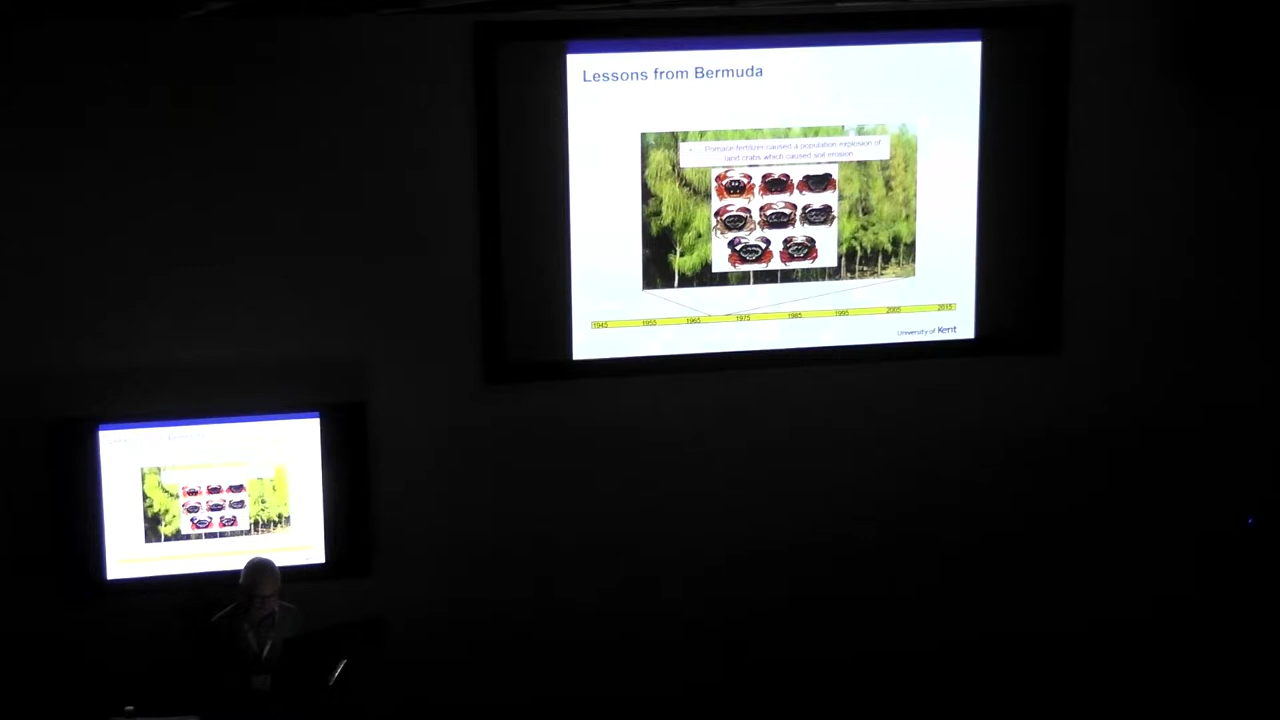 Lessons from Bermuda
• Pomace fertilizer caused a population explosion of
land crabs which caused soil erosion
1945 1955 1965 1975 1985 1995 2005 2015
University of Kent